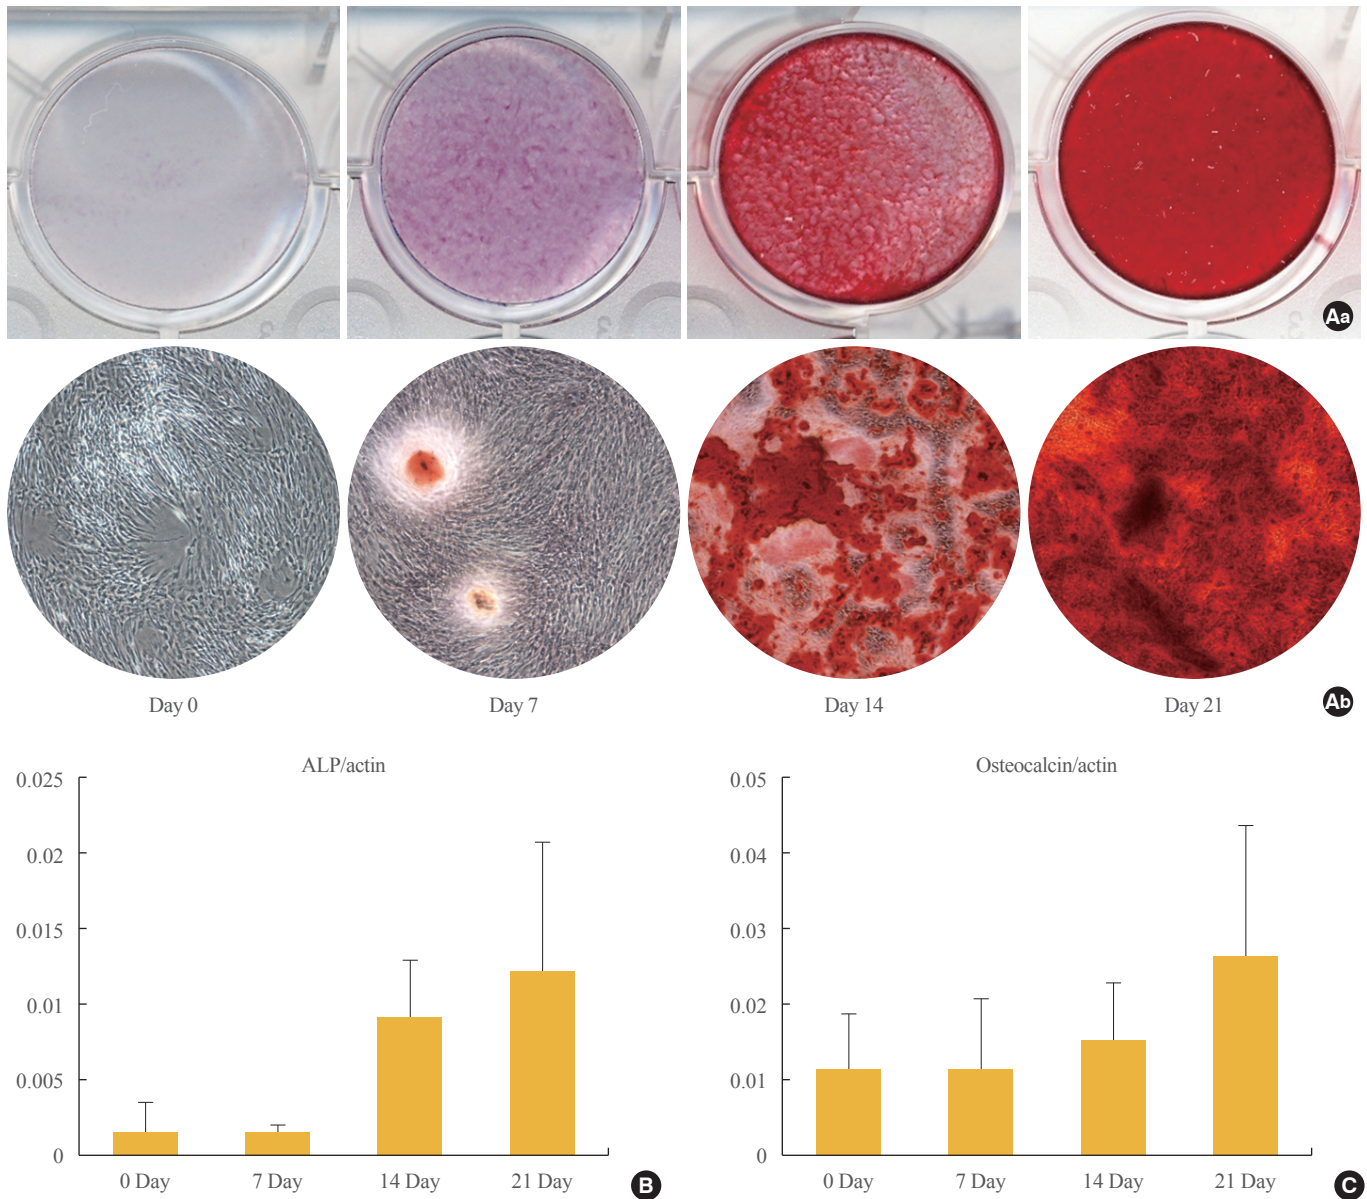 Aa
Day 0
Day 7
Day 14
Day 21
Ab
ALP/actin
0.025
0.02
0.015
0.01
0.005
0
0 Day
7 Day
14 Day
21 Day
B
Osteocalcin/actin
0.05
0.04
0.03
0.02
0.01
0
0 Day
7 Day
14 Day
21 Day
C